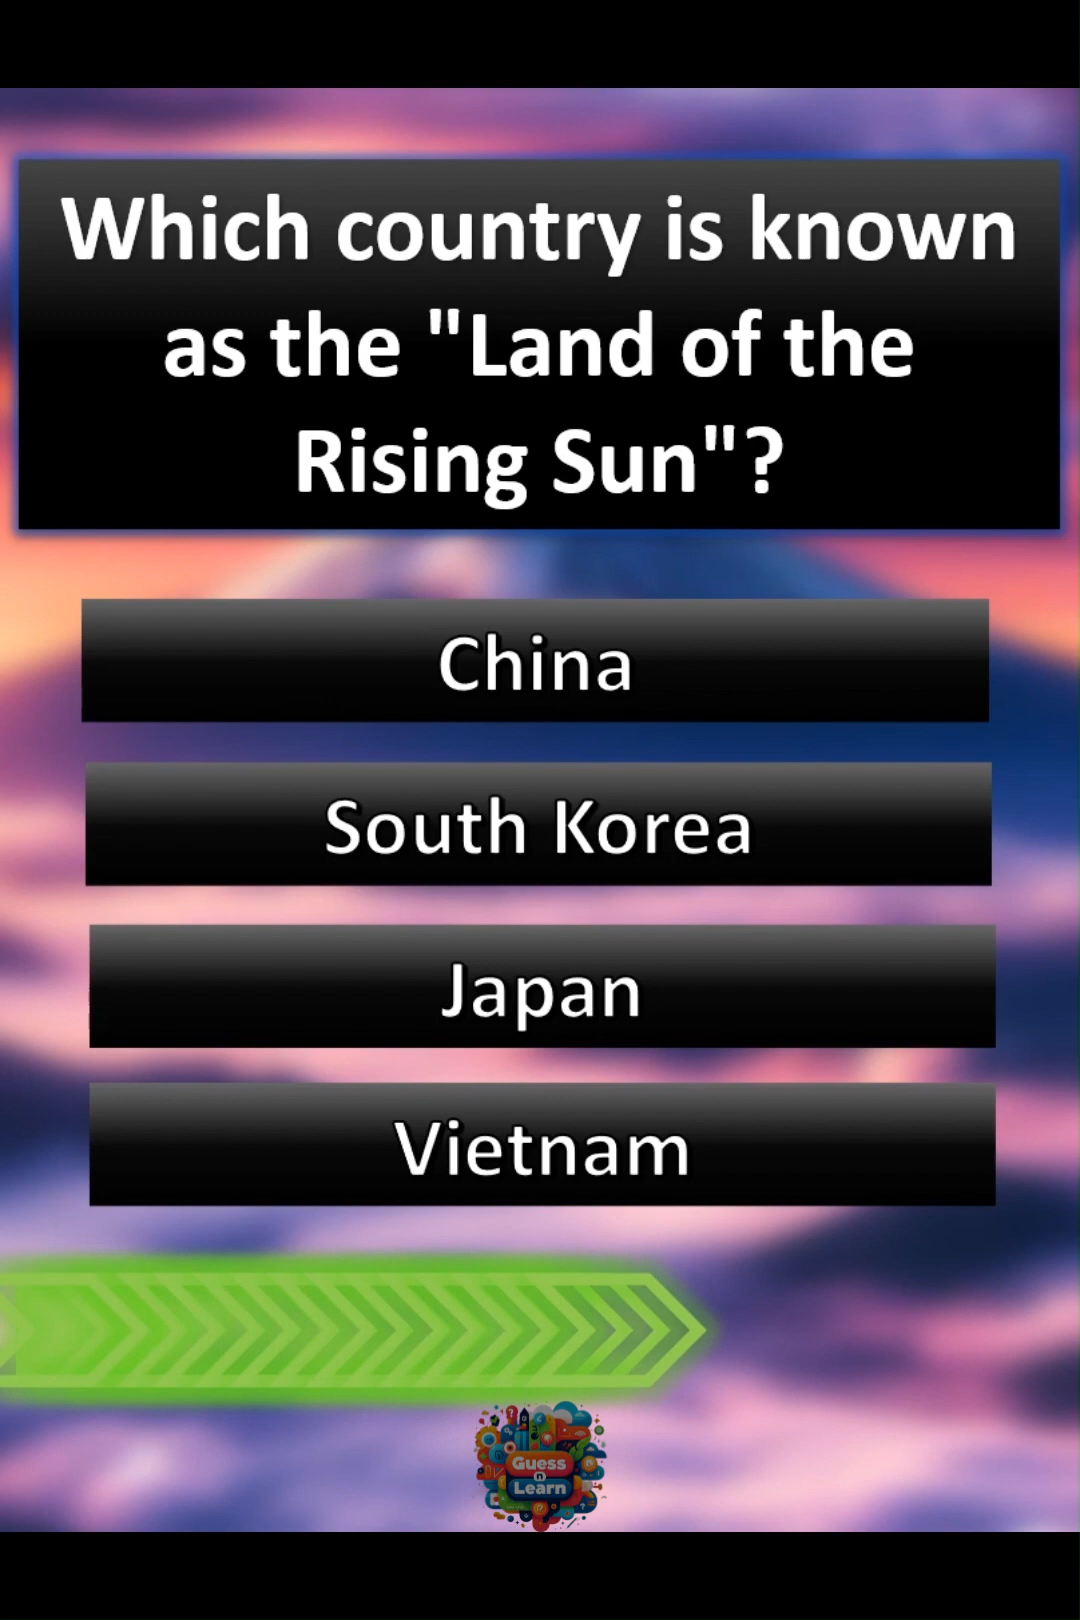 Which country is known
as the "Land of the
Rising Sun"?
China
South Korea
Japan
Vietnam
Guess
n
Learn